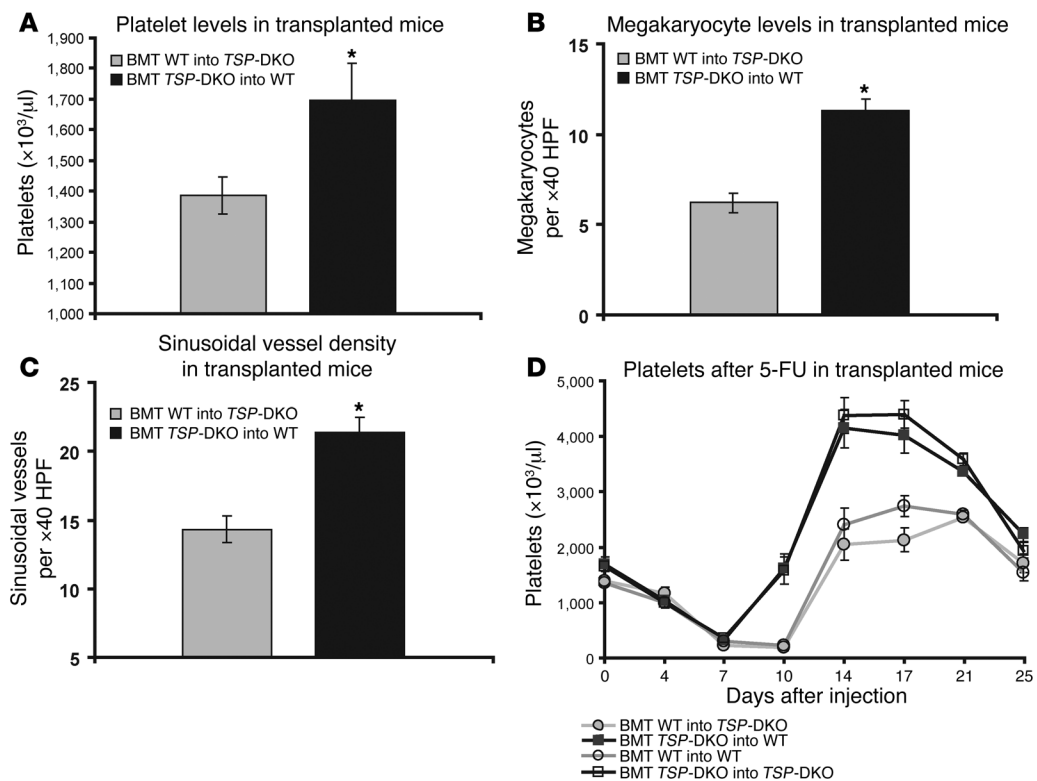 A
Platelet levels in transplanted mice
BMT WT into TSP-DKO
BMT TSP-DKO into WT
*
Platelets (×10³/µl)
1,900
1,800
1,700
1,600
1,500
1,400
1,300
1,200
1,100
1,000
B
Megakaryocyte levels in transplanted mice
BMT WT into TSP-DKO
BMT TSP-DKO into WT
*
Megakaryocytes
per ×40 HPF
15
10
5
0
C
Sinusoidal vessel density
in transplanted mice
BMT WT into TSP-DKO
BMT TSP-DKO into WT
*
Sinusoidal vessels
per ×40 HPF
25
20
15
10
5
D
Platelets after 5-FU in transplanted mice
Platelets (×10³/µl)
5,000
4,000
3,000
2,000
1,000
0
0 4 7 10 14 17 21 25
Days after injection
BMT WT into TSP-DKO
BMT TSP-DKO into WT
BMT WT into WT
BMT TSP-DKO into TSP-DKO